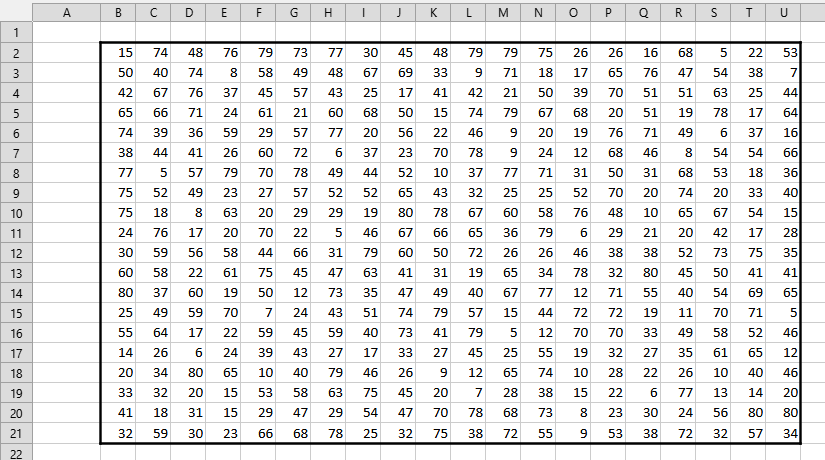 A B C D E F G H I J K L M N O P Q R S T U
1
2 15 74 48 76 79 73 77 30 45 48 79 79 75 26 26 16 68 5 22 53
3 50 40 74 8 58 49 48 67 69 33 9 71 18 17 65 76 47 54 38 7
4 42 67 76 37 45 57 43 25 17 41 42 21 50 39 70 51 51 63 25 44
5 65 66 71 24 61 21 60 68 50 15 74 79 67 68 20 51 19 78 17 64
6 74 39 36 59 29 57 77 20 56 22 46 9 20 19 76 71 49 6 37 16
7 38 44 41 26 60 72 6 37 23 70 78 9 24 12 68 46 8 54 54 66
8 77 5 57 79 70 78 49 44 52 10 37 77 71 31 50 31 68 53 18 36
9 75 52 49 23 27 57 52 52 65 43 32 25 25 52 70 20 74 20 33 40
10 75 18 8 63 20 29 29 19 80 78 67 60 58 76 48 10 65 67 54 15
11 24 76 17 20 70 22 5 46 67 66 65 36 79 6 29 21 20 42 17 28
12 30 59 56 58 44 66 31 79 60 50 72 26 26 46 38 38 52 73 75 35
13 60 58 22 61 75 45 47 63 41 31 19 65 34 78 32 80 45 50 41 41
14 80 37 60 19 50 12 73 35 47 49 40 67 77 12 71 55 40 54 69 65
15 25 49 59 70 7 24 43 51 74 79 57 15 44 72 72 19 11 70 71 5
16 55 64 17 22 59 45 59 40 73 41 79 5 12 70 70 33 49 58 52 46
17 14 26 6 24 39 43 27 17 33 27 45 25 55 19 32 27 35 61 65 12
18 20 34 80 65 10 40 79 46 26 9 12 65 74 10 28 22 26 10 40 46
19 33 32 20 15 53 58 63 75 45 20 7 28 38 15 22 6 77 13 14 20
20 41 18 31 15 29 47 29 54 47 70 78 68 73 8 23 30 24 56 80 80
21 32 59 30 23 66 68 78 25 32 75 38 72 55 9 53 38 72 32 57 34
22